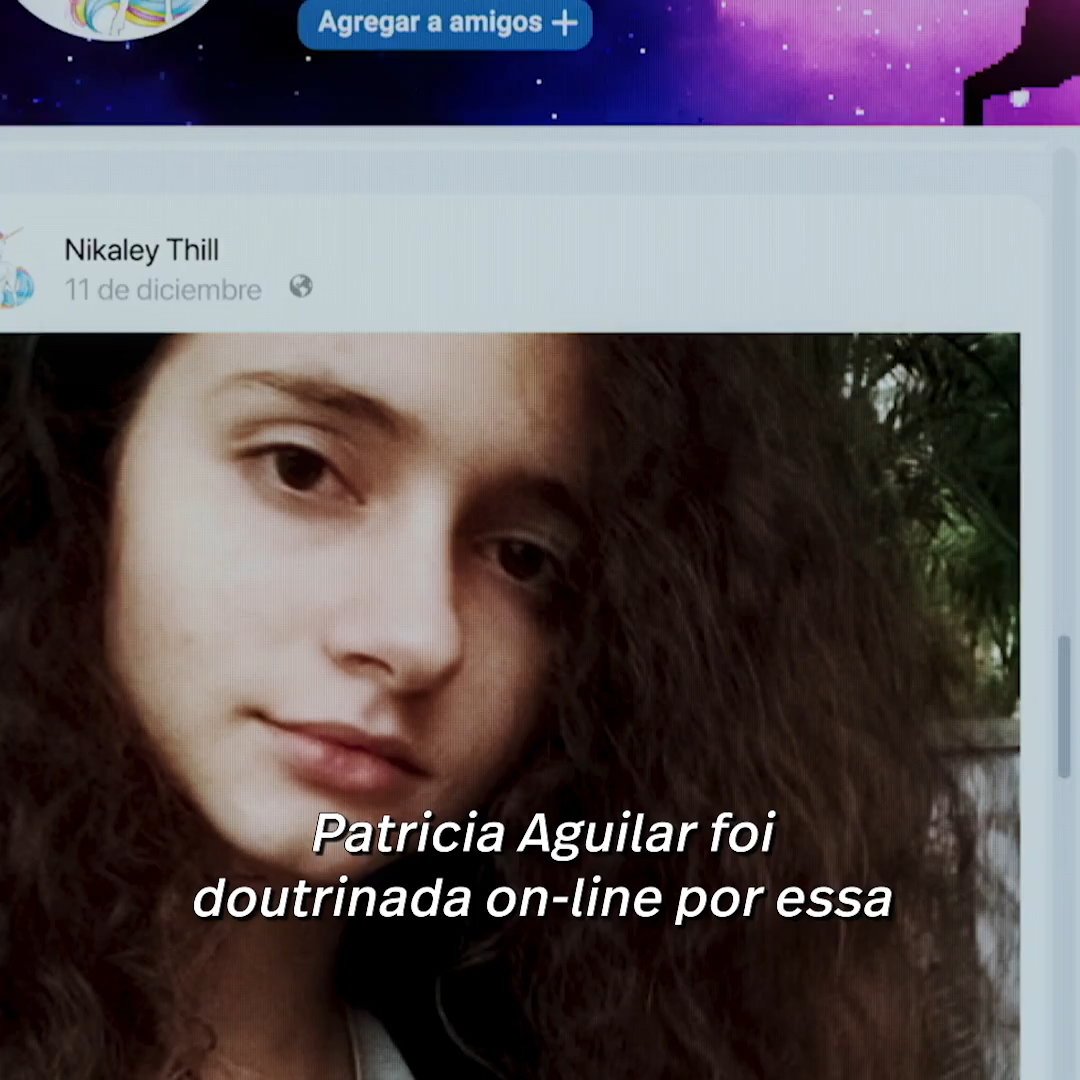 Agregar a amigos +
Nikaley Thill
11 de diciembre
Patricia Aguilar foi
doutrinada on-line por essa